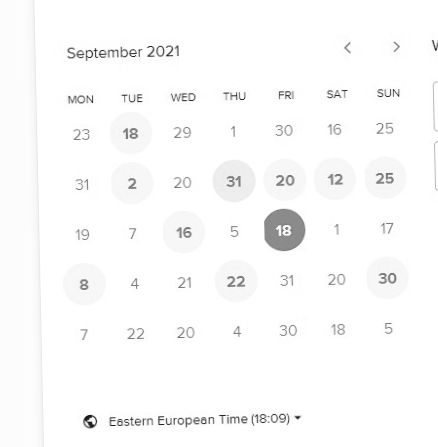 September 2021
MON TUE WED THU FRI SAT SUN
23 18 29 1 30 16 25
31 2 20 31 20 12 25
19 7 16 5 18 1 17
8 4 21 22 31 20 30
7 22 20 4 30 18 5
Eastern European Time (18:09)